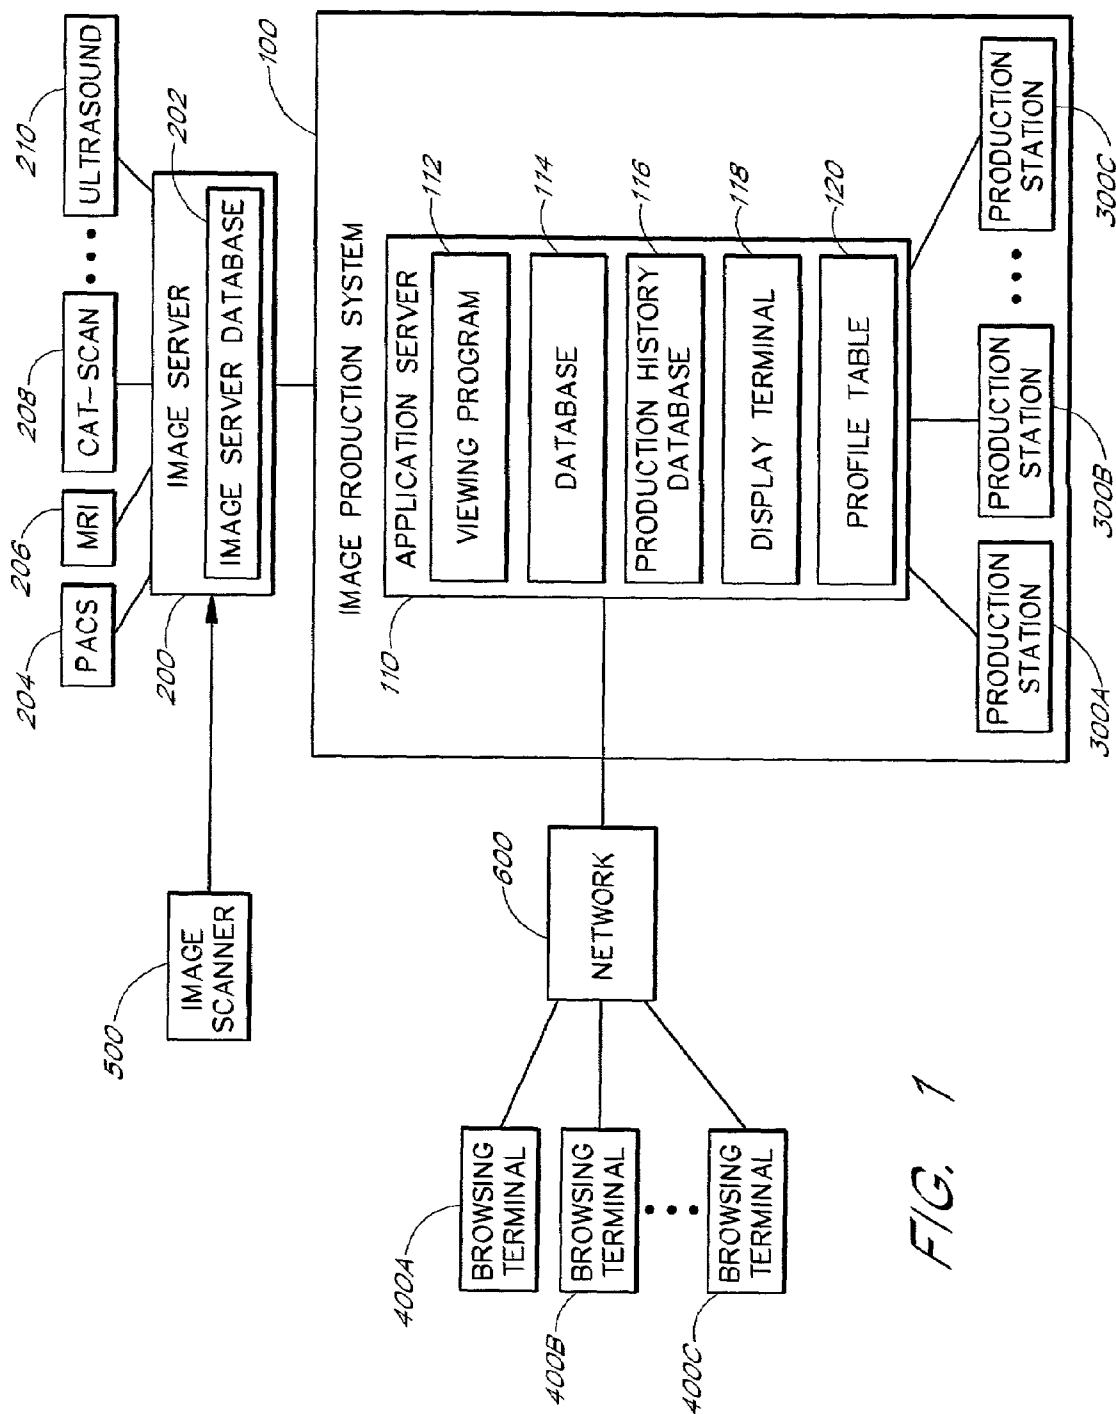 210
ULTRASOUND
208
CAT-SCAN
206
MRI
204
PACS
IMAGE SERVER
202
IMAGE SERVER DATABASE
200
500
IMAGE
SCANNER
100
IMAGE PRODUCTION SYSTEM
APPLICATION SERVER
110
VIEWING PROGRAM
112
DATABASE
114
PRODUCTION HISTORY
DATABASE
116
DISPLAY TERMINAL
118
PROFILE TABLE
120
PRODUCTION
STATION
300A
PRODUCTION
STATION
300B
PRODUCTION
STATION
300C
600
NETWORK
400A
BROWSING
TERMINAL
400B
BROWSING
TERMINAL
400C
BROWSING
TERMINAL
FIG. 1